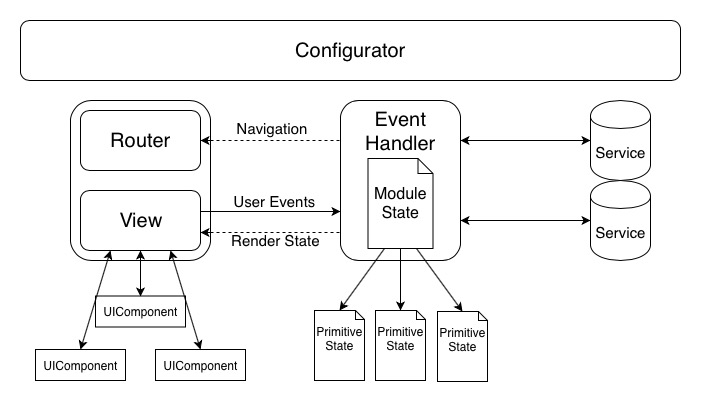 Configurator
Router
Navigation
Event
Handler
Service
Module
State
View
User Events
Render State
Service
UIComponent
UIComponent
UIComponent
Primitive
State
Primitive
State
Primitive
State